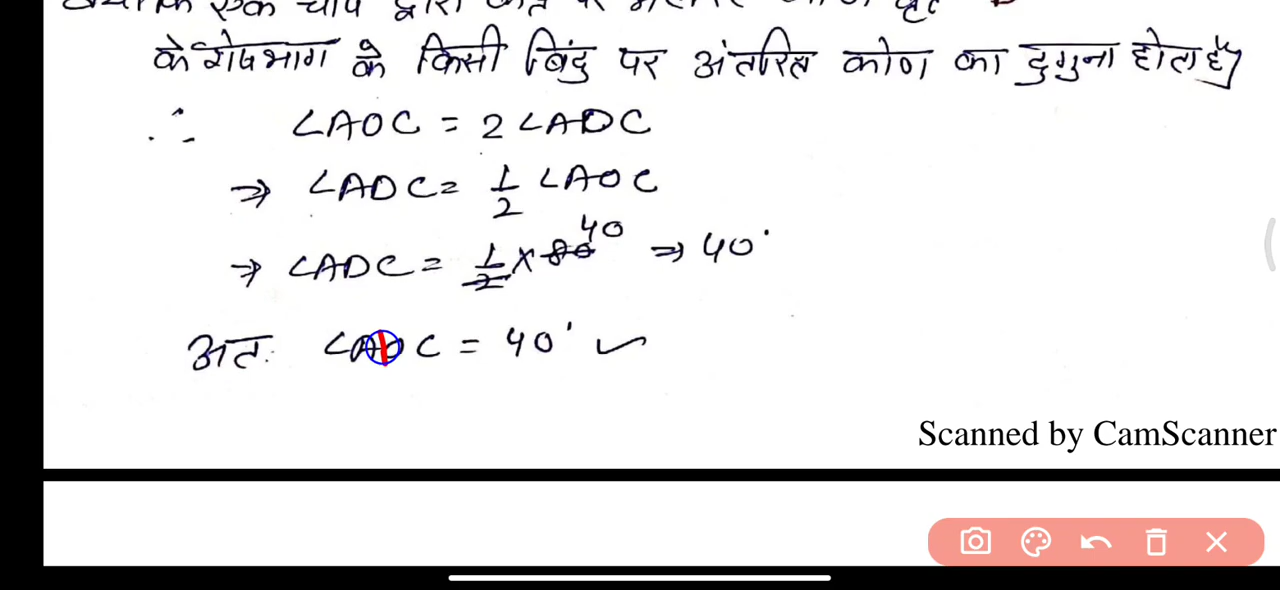 के शेषभाग के किसी बिंदु पर अंतरित कोण का दुगुना होता है
∴ ∠AOC = 2 ∠ADC
⇒ ∠ADC = 1/2 ∠AOC
⇒ ∠ADC = 1/2 × 80 40 ⇒ 40°
अतः ∠ADC = 40°
Scanned by CamScanner